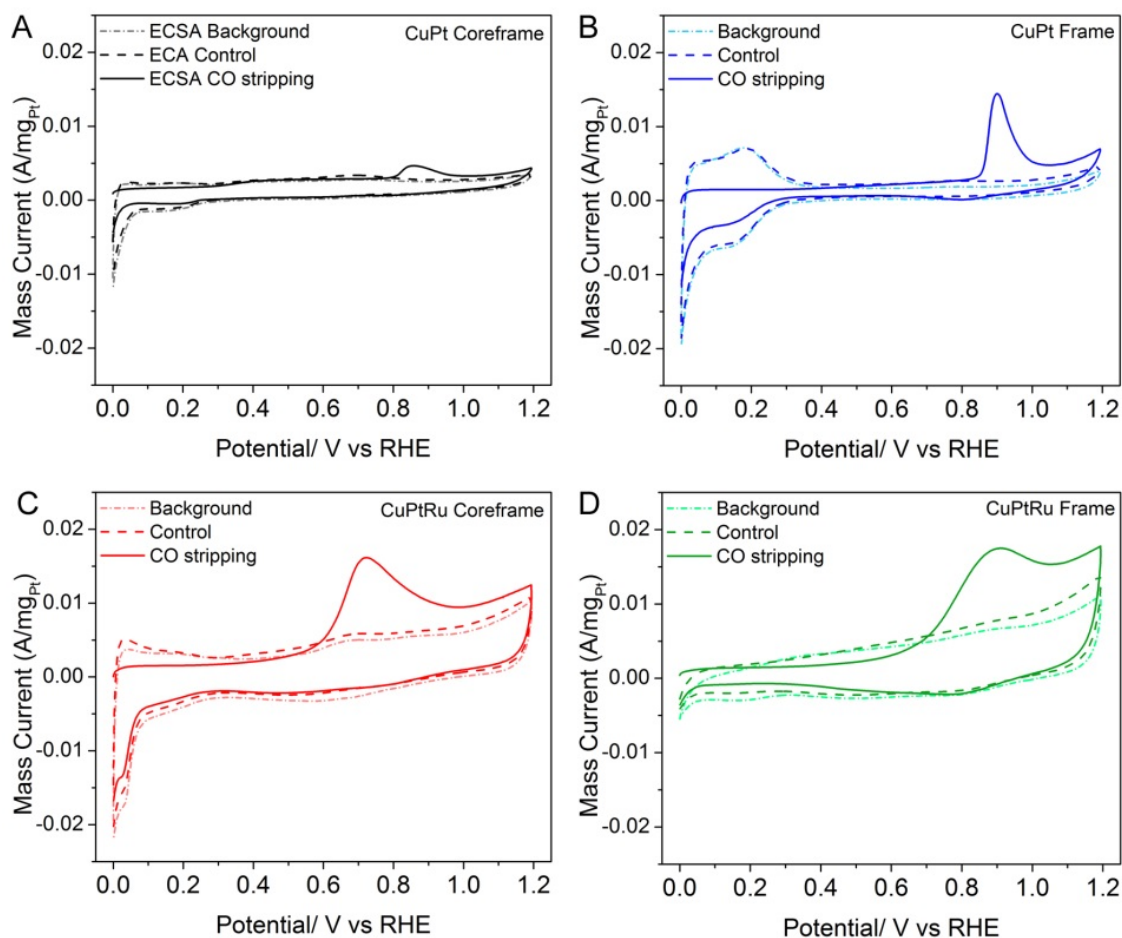 A
ECSA Background
ECA Control
ECSA CO stripping
CuPt Coreframe
0.02
0.01
0.00
-0.01
-0.02
Mass Current (A/mgPt)
0.0 0.2 0.4 0.6 0.8 1.0 1.2
Potential/ V vs RHE
B
Background
Control
CO stripping
CuPt Frame
0.02
0.01
0.00
-0.01
-0.02
Mass Current (A/mgPt)
0.0 0.2 0.4 0.6 0.8 1.0 1.2
Potential/ V vs RHE
C
Background
Control
CO stripping
CuPtRu Coreframe
0.02
0.01
0.00
-0.01
-0.02
Mass Current (A/mgPt)
0.0 0.2 0.4 0.6 0.8 1.0 1.2
Potential/ V vs RHE
D
Background
Control
CO stripping
CuPtRu Frame
0.02
0.01
0.00
-0.01
-0.02
Mass Current (A/mgPt)
0.0 0.2 0.4 0.6 0.8 1.0 1.2
Potential/ V vs RHE